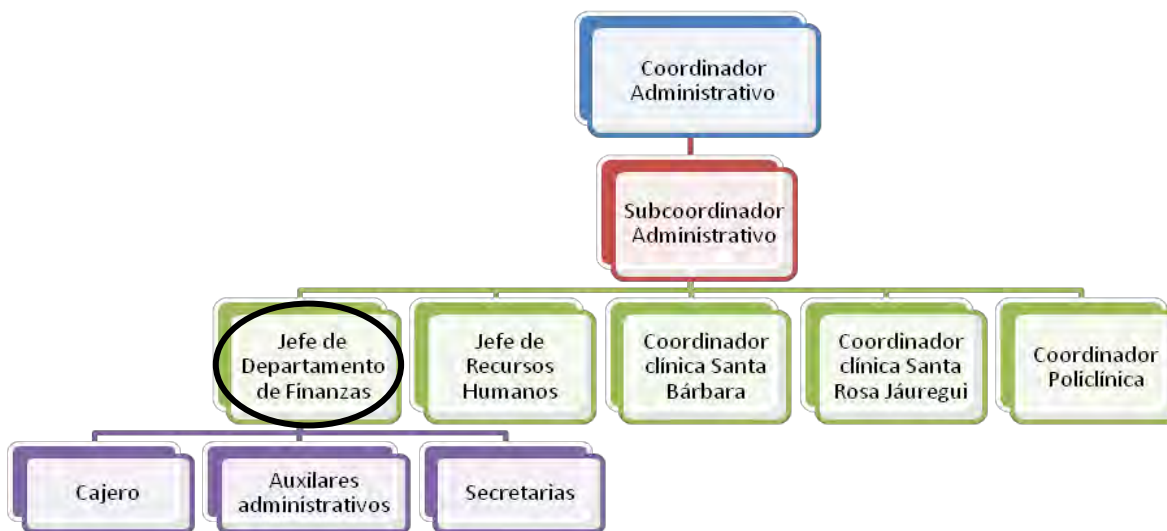 Coordinador
Administrativo
Subcoordinador
Administrativo
Jefe de
Departamento
de Finanzas
Jefe de
Recursos
Humanos
Coordinador
clínica Santa
Bárbara
Coordinador
clínica Santa
Rosa Jáuregui
Coordinador
Policlínica
Cajero
Auxilares
administrativos
Secretarias